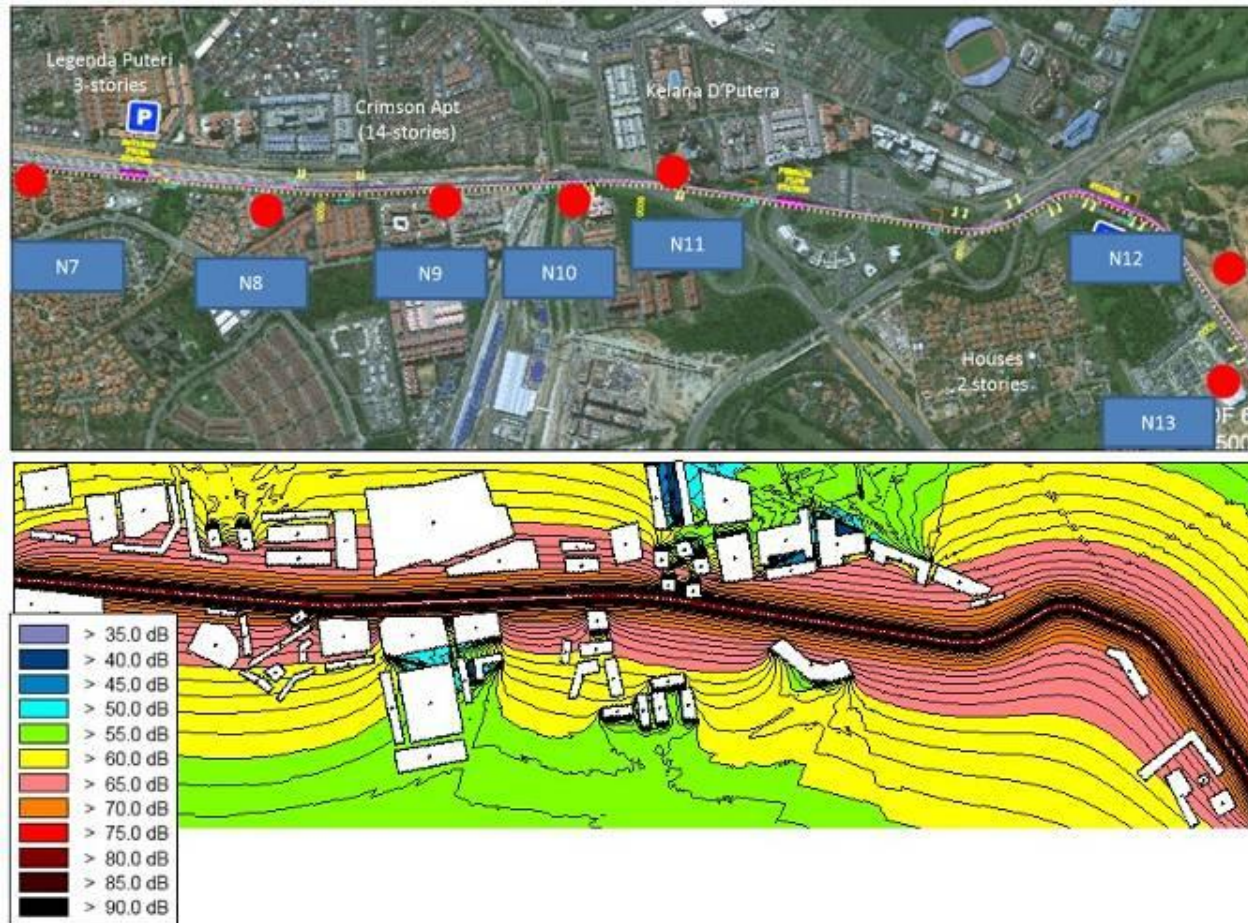 Legenda Puteri
3-stories
P
Crimson Apt
(14-stories)
Kelana D'Putera
N7
N8
N9
N10
N11
N12
Houses
2 stories
N13
> 35.0 dB
> 40.0 dB
> 45.0 dB
> 50.0 dB
> 55.0 dB
> 60.0 dB
> 65.0 dB
> 70.0 dB
> 75.0 dB
> 80.0 dB
> 85.0 dB
> 90.0 dB